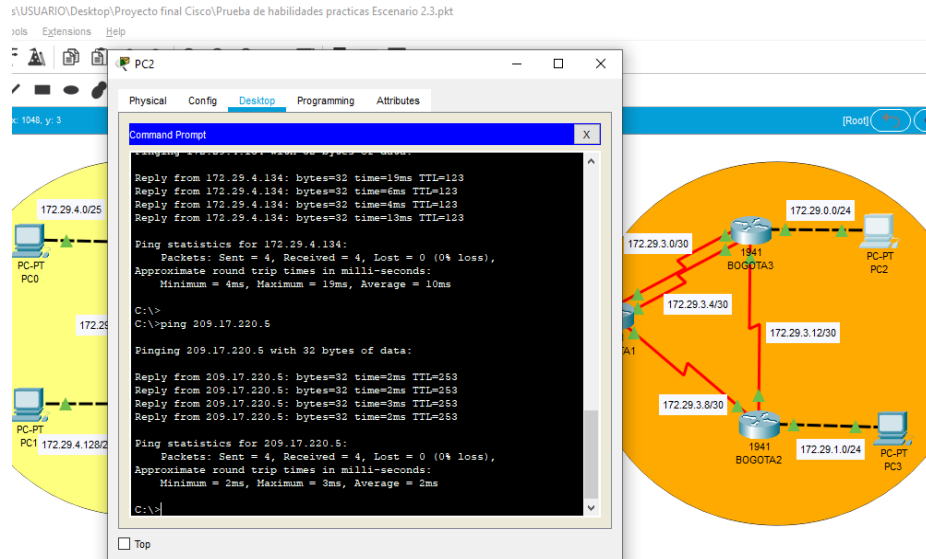 s\USUARIO\Desktop\Proyecto final Cisco\Prueba de habilidades practicas Escenario 2.3.pkt
ools Extensions Help
PC2
Physical Config Desktop Programming Attributes
x: 1048, y: 3
[Root]
Command Prompt
X
Reply from 172.29.4.134: bytes=32 time=19ms TTL=123
Reply from 172.29.4.134: bytes=32 time=6ms TTL=123
Reply from 172.29.4.134: bytes=32 time=4ms TTL=123
Reply from 172.29.4.134: bytes=32 time=13ms TTL=123
Ping statistics for 172.29.4.134:
Packets: Sent = 4, Received = 4, Lost = 0 (0% loss),
Approximate round trip times in milli-seconds:
Minimum = 4ms, Maximum = 19ms, Average = 10ms
C:\>
C:\>ping 209.17.220.5
Pinging 209.17.220.5 with 32 bytes of data:
Reply from 209.17.220.5: bytes=32 time=2ms TTL=253
Reply from 209.17.220.5: bytes=32 time=2ms TTL=253
Reply from 209.17.220.5: bytes=32 time=3ms TTL=253
Reply from 209.17.220.5: bytes=32 time=2ms TTL=253
Ping statistics for 209.17.220.5:
Packets: Sent = 4, Received = 4, Lost = 0 (0% loss),
Approximate round trip times in milli-seconds:
Minimum = 2ms, Maximum = 3ms, Average = 2ms
C:\>
Top
172.29.4.0/25
PC-PT
PC0
172.29
PC-PT
PC1
172.29.4.128/2
172.29.0.0/24
172.29.3.0/30
1941
BOGOTA3
PC-PT
PC2
172.29.3.4/30
TA1
172.29.3.12/30
172.29.3.8/30
1941
BOGOTA2
172.29.1.0/24
PC-PT
PC3